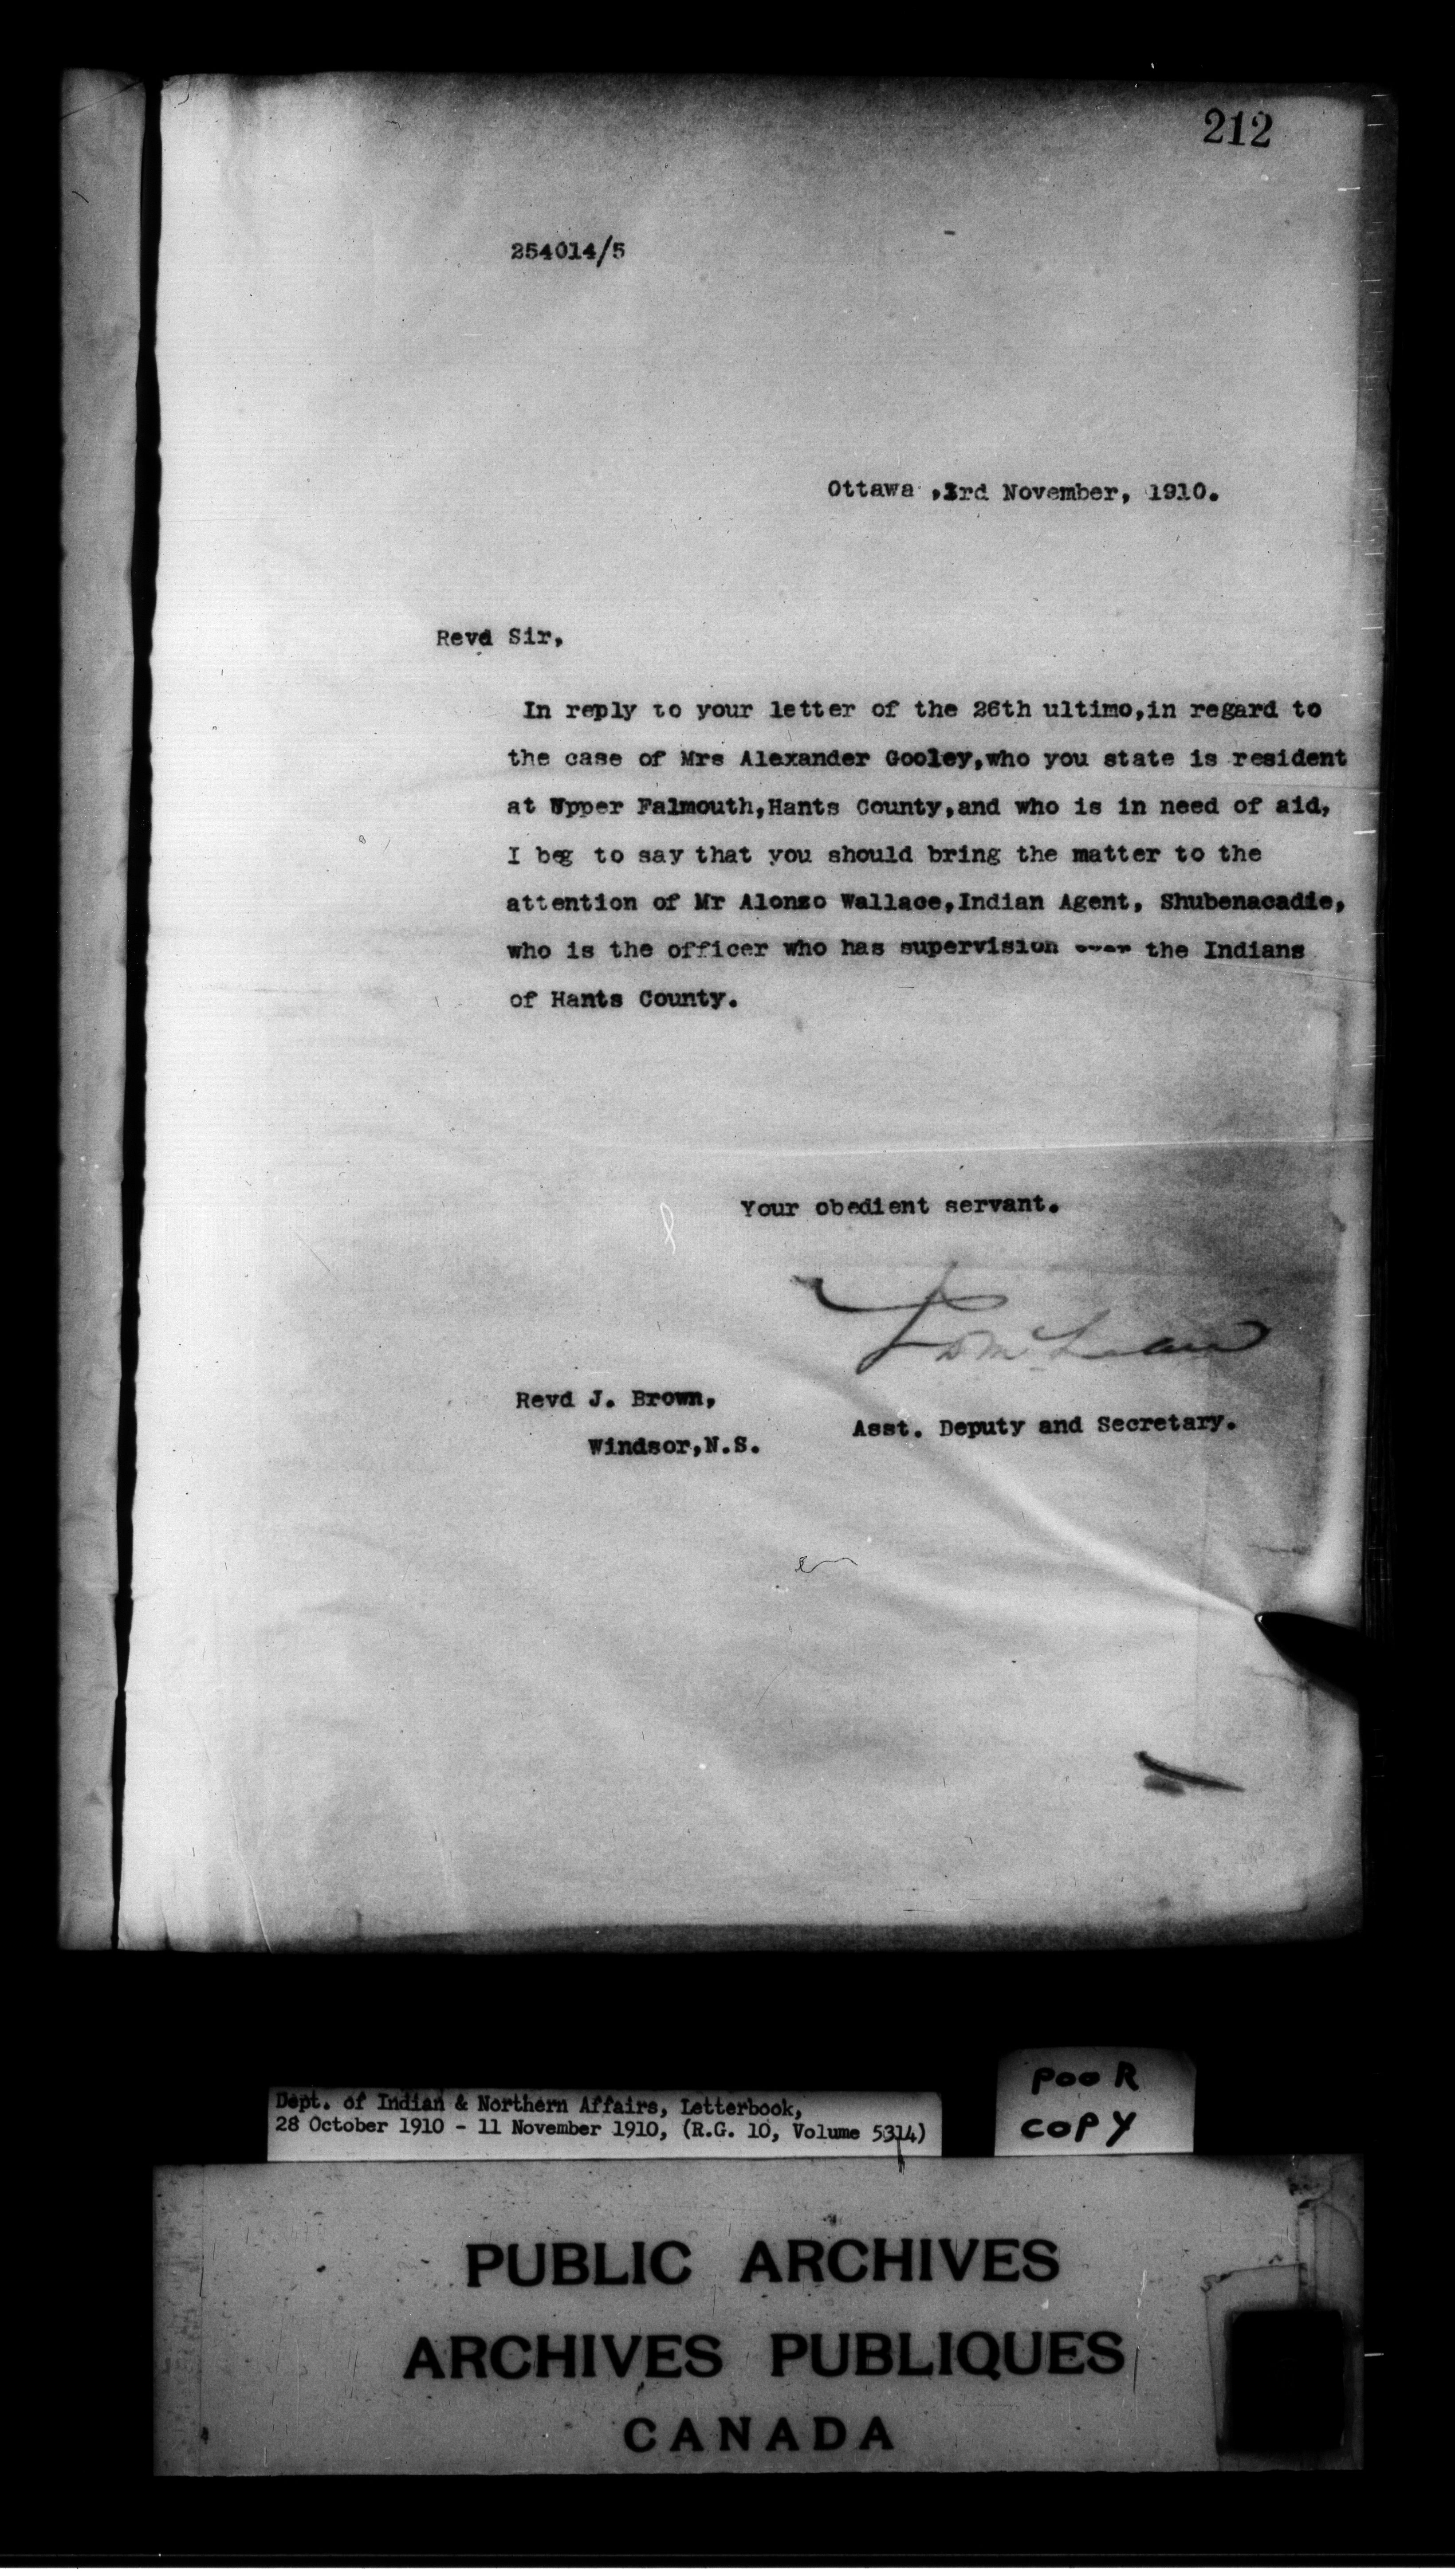 212
254014/5
Ottawa ,3rd November, 1910.
Revd Sir,
In reply to your letter of the 26th ultimo,in regard to
the case of Mrs Alexander Gooley,who you state is resident
at Upper Falmouth,Hants County,and who is in need of aid,
I beg to say that you should bring the matter to the
attention of Mr Alonzo Wallace,Indian Agent, Shubenacadie,
who is the officer who has supervision over the Indians
of Hants County.
Your obedient servant.
Revd J. Brown,
Asst. Deputy and Secretary.
Windsor,N.S.
Dept. of Indian & Northern Affairs, Letterbook,
28 October 1910 - 11 November 1910, (R.G. 10, Volume 5314)
POOR
COPY
PUBLIC ARCHIVES
ARCHIVES PUBLIQUES
CANADA